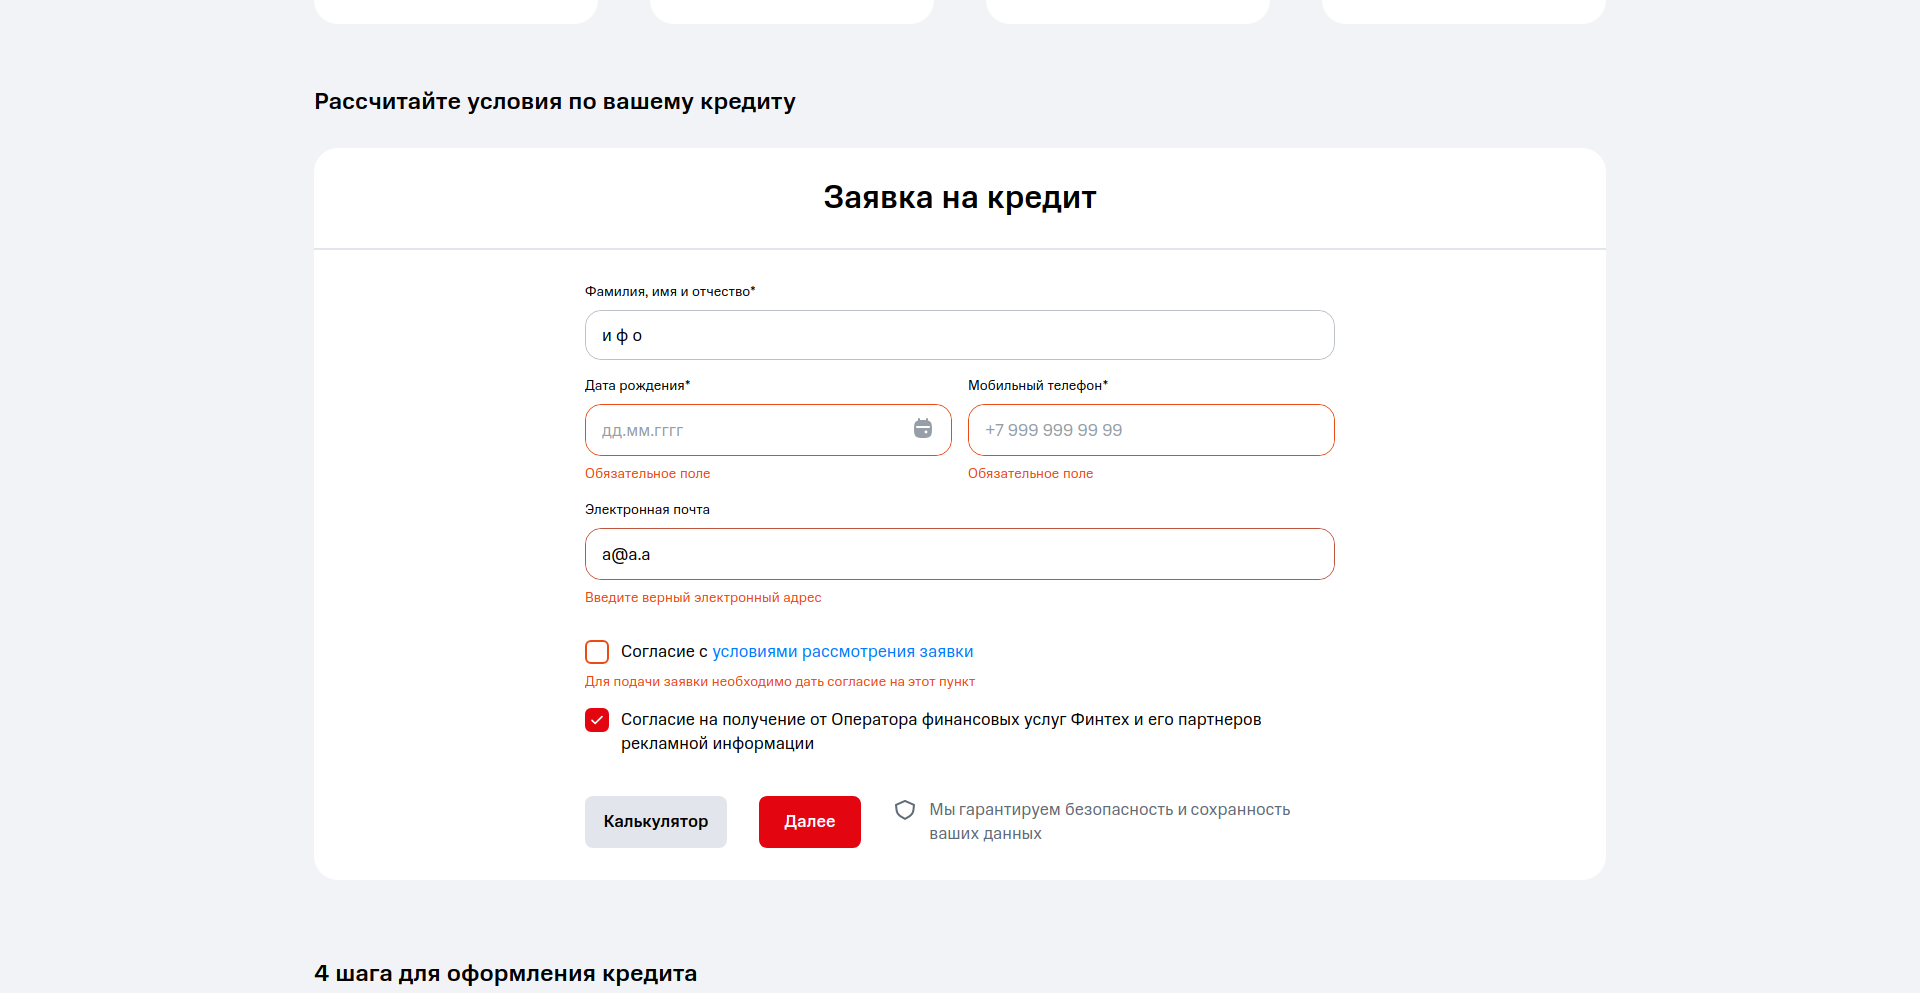 Рассчитайте условия по вашему кредиту
Заявка на кредит
Фамилия, имя и отчество*
и ф о
Дата рождения*
Мобильный телефон*
дд.мм.гггг
+7 999 999 99 99
Обязательное поле
Обязательное поле
Электронная почта
a@a.a
Введите верный электронный адрес
Согласие с условиями рассмотрения заявки
Для подачи заявки необходимо дать согласие на этот пункт
Согласие на получение от Оператора финансовых услуг Финтех и его партнеров
рекламной информации
Калькулятор
Далее
Мы гарантируем безопасность и сохранность
ваших данных
4 шага для оформления кредита